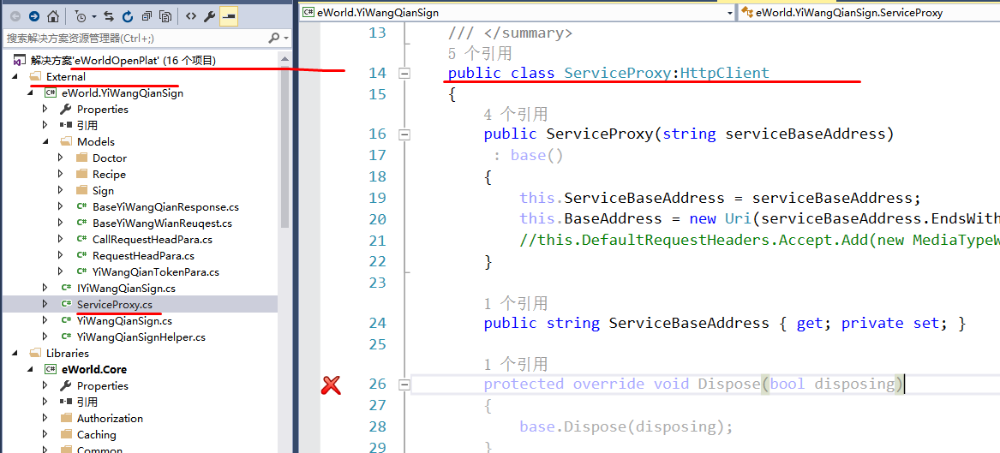 搜索解决方案资源管理器(Ctrl+;)
解决方案'eWorldOpenPlat' (16 个项目)
External
eWorld.YiWangQianSign
Properties
引用
Models
Doctor
Recipe
Sign
BaseYiWangQianResponse.cs
BaseYiWangWianReuqest.cs
CallRequestHeadPara.cs
RequestHeadPara.cs
YiWangQianTokenPara.cs
IYiWangQianSign.cs
ServiceProxy.cs
YiWangQianSign.cs
YiWangQianSignHelper.cs
Libraries
eWorld.Core
Properties
引用
Authorization
Caching
Common
eWorld.YiWangQianSign
eWorld.YiWangQianSign.ServiceProxy
13 /// </summary>
5 个引用
14 public class ServiceProxy:HttpClient
15 {
4 个引用
16 public ServiceProxy(string serviceBaseAddress)
17 : base()
18 {
19 this.ServiceBaseAddress = serviceBaseAddress;
20 this.BaseAddress = new Uri(serviceBaseAddress.EndsWith
21 //this.DefaultRequestHeaders.Accept.Add(new MediaTypeW
22 }
23
1 个引用
24 public string ServiceBaseAddress { get; private set; }
25
1 个引用
26 protected override void Dispose(bool disposing)
27 {
28 base.Dispose(disposing);
29 }